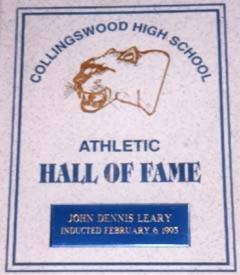 COLLINGSWOOD HIGH SCHOOL
ATHLETIC
HALL OF FAME
JOHN DENNIS LEARY
INDUCTED FEBRUARY 6, 1993